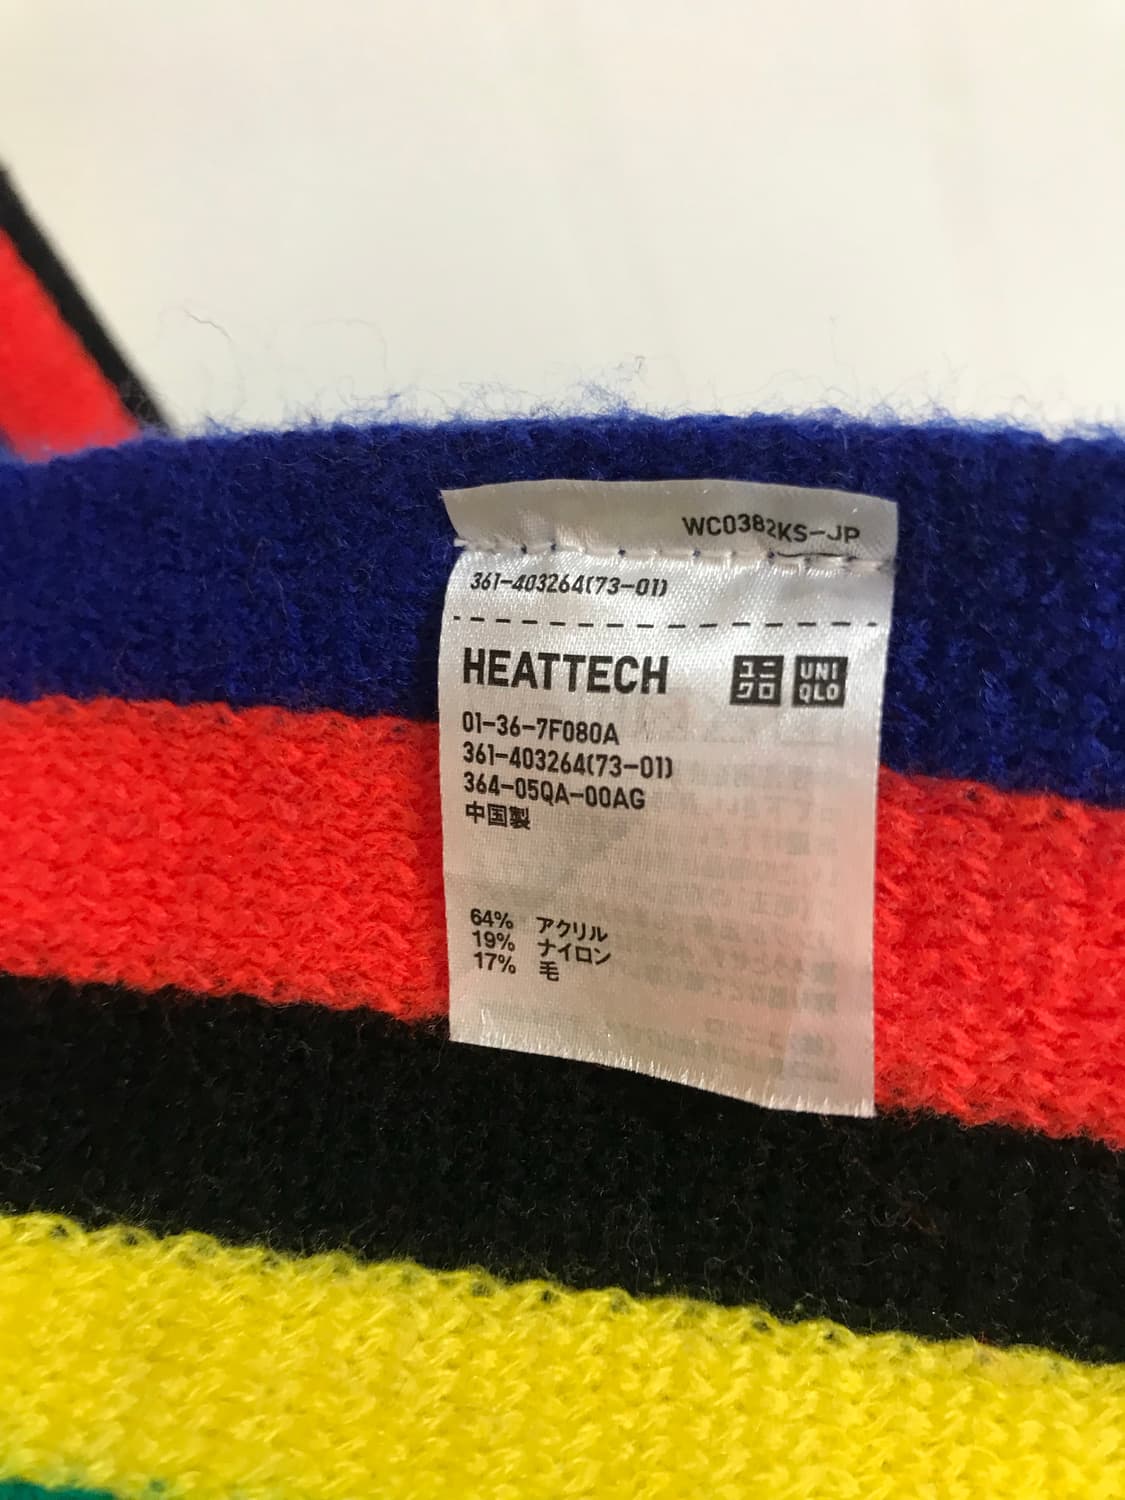 WC0382KS-JP
361-403264(73-01)
HEATTECH
ユニクロ
UNIQLO
01-36-7F080A
361-403264(73-01)
364-05QA-00AG
中国製
64% アクリル
19% ナイロン
17% 毛